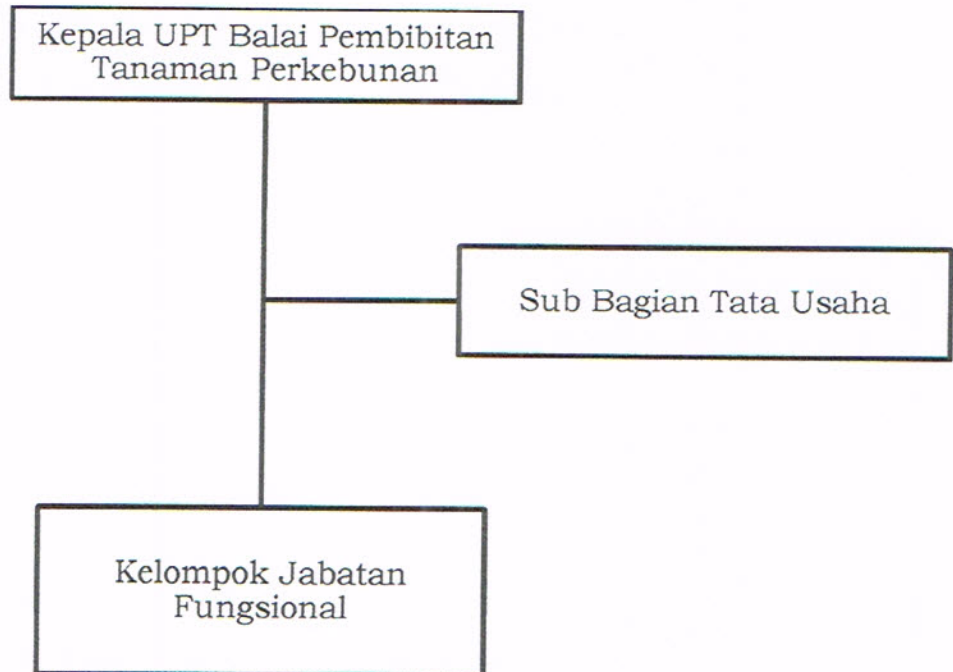 Kepala UPT Balai Pembibitan
Tanaman Perkebunan
Sub Bagian Tata Usaha
Kelompok Jabatan
Fungsional